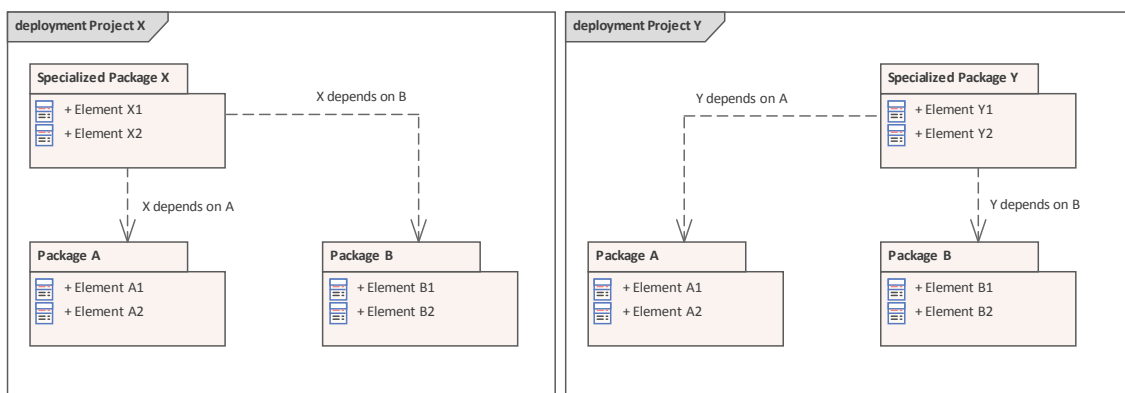 deployment Project X
Specialized Package X
+ Element X1
+ Element X2
X depends on B
X depends on A
Package A
+ Element A1
+ Element A2
Package B
+ Element B1
+ Element B2
deployment Project Y
Specialized Package Y
+ Element Y1
+ Element Y2
Y depends on A
Y depends on B
Package A
+ Element A1
+ Element A2
Package B
+ Element B1
+ Element B2